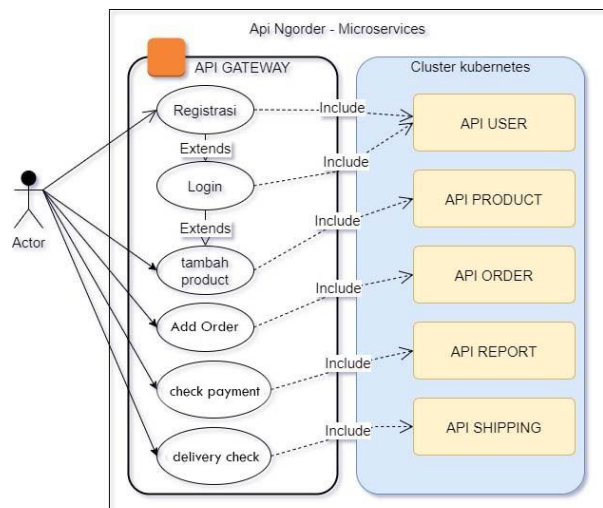 Api Ngorder - Microservices
API GATEWAY
Cluster kubernetes
Registrasi
Include
API USER
Extends
Include
Login
API PRODUCT
Extends
Include
Actor
tambah
product
API ORDER
Include
Add Order
API REPORT
Include
check payment
API SHIPPING
Include
delivery check